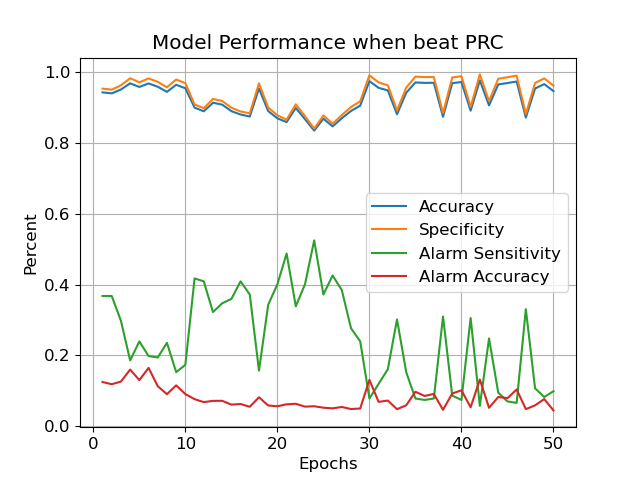 Model Performance when beat PRC
1.0
0.8
0.6
0.4
0.2
0.0
Percent
Accuracy
Specificity
Alarm Sensitivity
Alarm Accuracy
0 10 20 30 40 50
Epochs